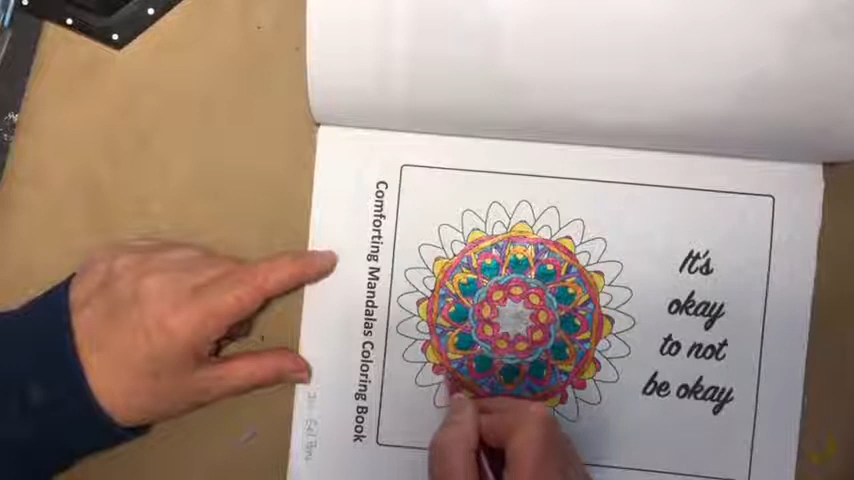 Comforting Mandalas Coloring Book
It's
okay
to not
be okay